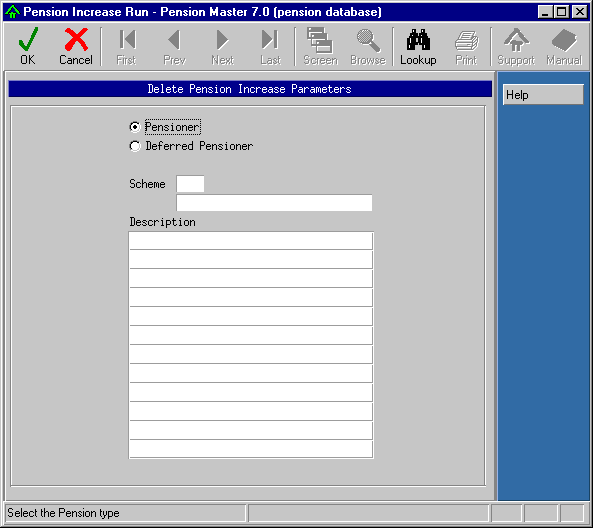 Pension Increase Run - Pension Master 7.0 (pension database)
OK Cancel First Prev Next Last Screen Browse Lookup Print Support Manual
Delete Pension Increase Parameters
Help
Pensioner
Deferred Pensioner
Scheme
Description
Select the Pension type